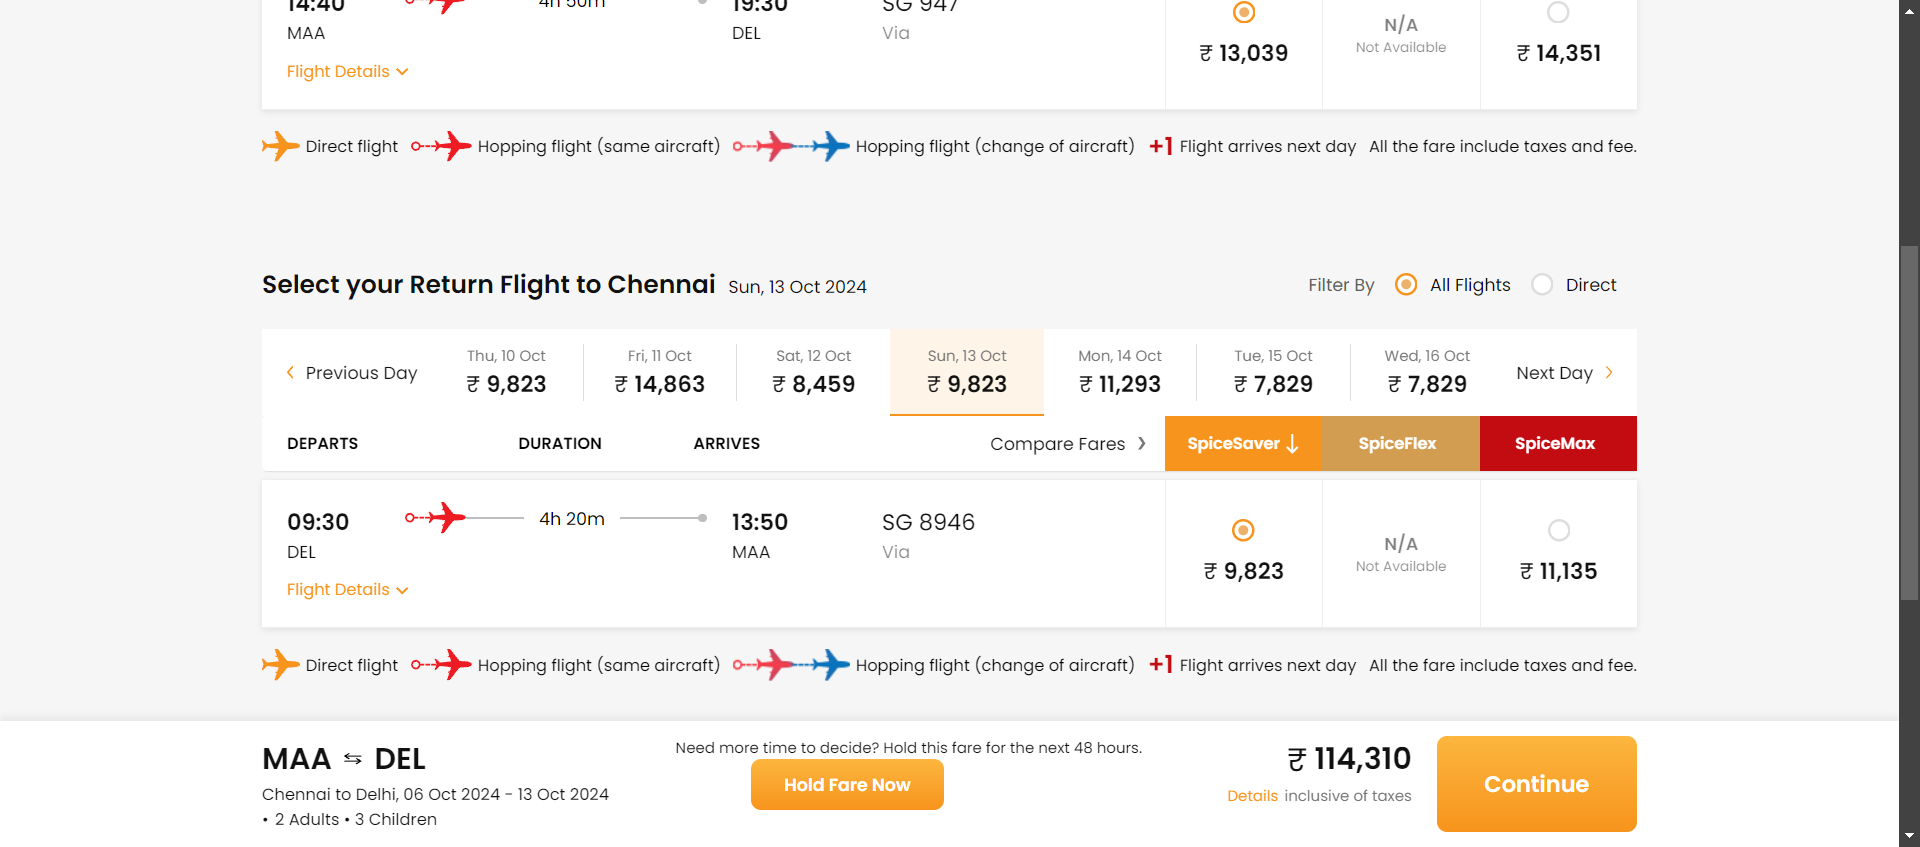 14:40 4h 50m 19:30 SG 947
MAA DEL Via
N/A
Not Available
₹ 13,039 ₹ 14,351
Flight Details
Direct flight Hopping flight (same aircraft) Hopping flight (change of aircraft) +1 Flight arrives next day All the fare include taxes and fee.
Select your Return Flight to Chennai Sun, 13 Oct 2024 Filter By All Flights Direct
Previous Day
Thu, 10 Oct
₹ 9,823
Fri, 11 Oct
₹ 14,863
Sat, 12 Oct
₹ 8,459
Sun, 13 Oct
₹ 9,823
Mon, 14 Oct
₹ 11,293
Tue, 15 Oct
₹ 7,829
Wed, 16 Oct
₹ 7,829
Next Day
DEPARTS DURATION ARRIVES Compare Fares SpiceSaver SpiceFlex SpiceMax
09:30 4h 20m 13:50 SG 8946
DEL MAA Via
N/A
Not Available
₹ 9,823 ₹ 11,135
Flight Details
Direct flight Hopping flight (same aircraft) Hopping flight (change of aircraft) +1 Flight arrives next day All the fare include taxes and fee.
MAA ⇆ DEL
Chennai to Delhi, 06 Oct 2024 - 13 Oct 2024
• 2 Adults • 3 Children
Need more time to decide? Hold this fare for the next 48 hours.
Hold Fare Now
₹ 114,310
Details inclusive of taxes
Continue